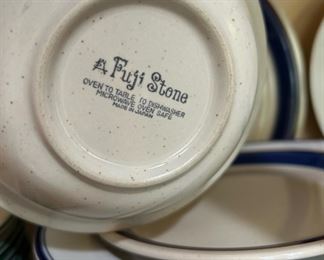 A Fuji Stone
OVEN TO TABLE TO DISHWASHER
MICROWAVE OVEN SAFE
MADE IN JAPAN